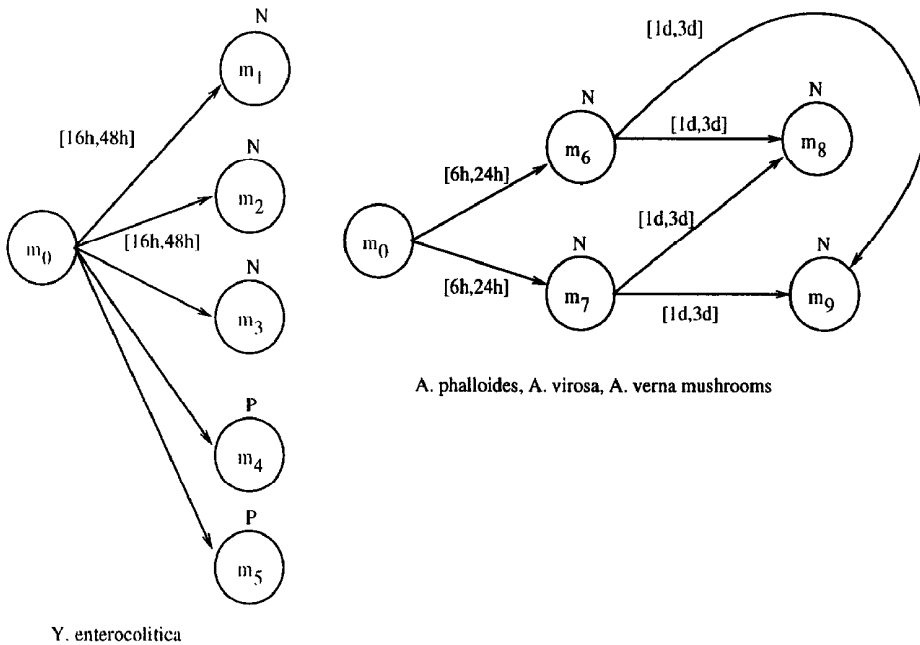 N
m1
[16h,48h]
N
m2
[16h,48h]
m0
N
m3
P
m4
P
m5
Y. enterocolitica
[1d,3d]
N
m6
[1d,3d]
N
m8
[6h,24h]
[1d,3d]
m0
[6h,24h]
N
m7
[1d,3d]
N
m9
A. phalloides, A. virosa, A. verna mushrooms